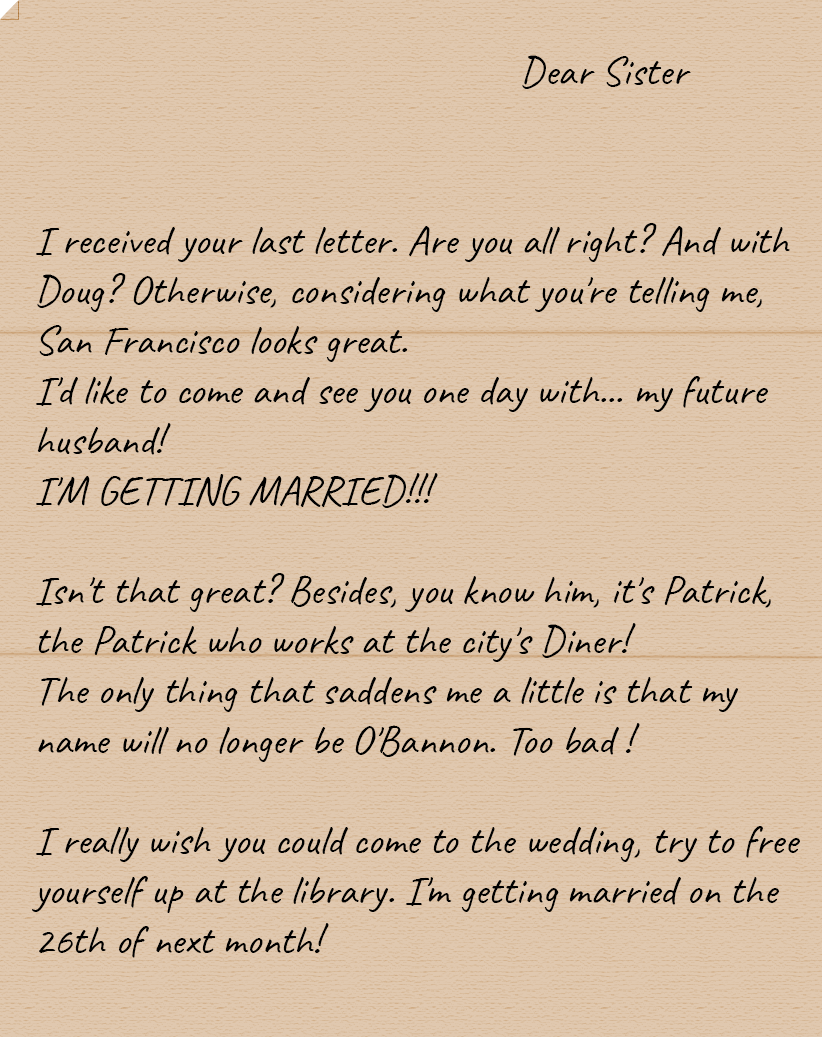 Dear Sister
I received your last letter. Are you all right? And with
Doug? Otherwise, considering what you're telling me,
San Francisco looks great.
I'd like to come and see you one day with... my future
husband!
I'M GETTING MARRIED!!!
Isn't that great? Besides, you know him, it's Patrick,
the Patrick who works at the city's Diner!
The only thing that saddens me a little is that my
name will no longer be O'Bannon. Too bad !
I really wish you could come to the wedding, try to free
yourself up at the library. I'm getting married on the
26th of next month!